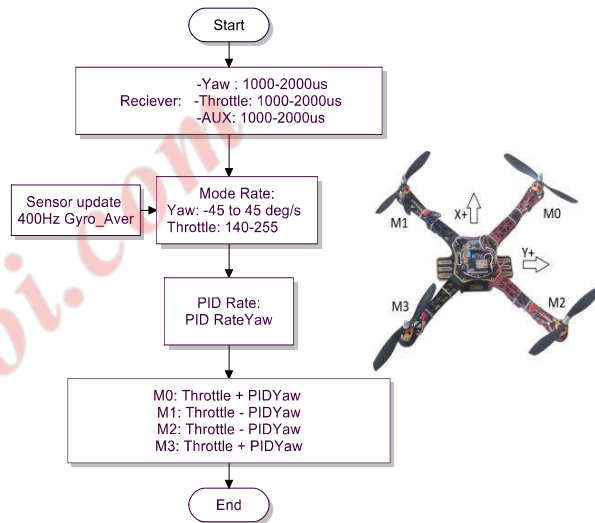 Start
-Yaw : 1000-2000us
Reciever: -Throttle: 1000-2000us
-AUX: 1000-2000us
Sensor update
400Hz Gyro_Aver
Mode Rate:
Yaw: -45 to 45 deg/s
Throttle: 140-255
PID Rate:
PID RateYaw
M0: Throttle + PIDYaw
M1: Throttle - PIDYaw
M2: Throttle - PIDYaw
M3: Throttle + PIDYaw
End
M1
X+
M0
Y+
M3
M2
oi.com